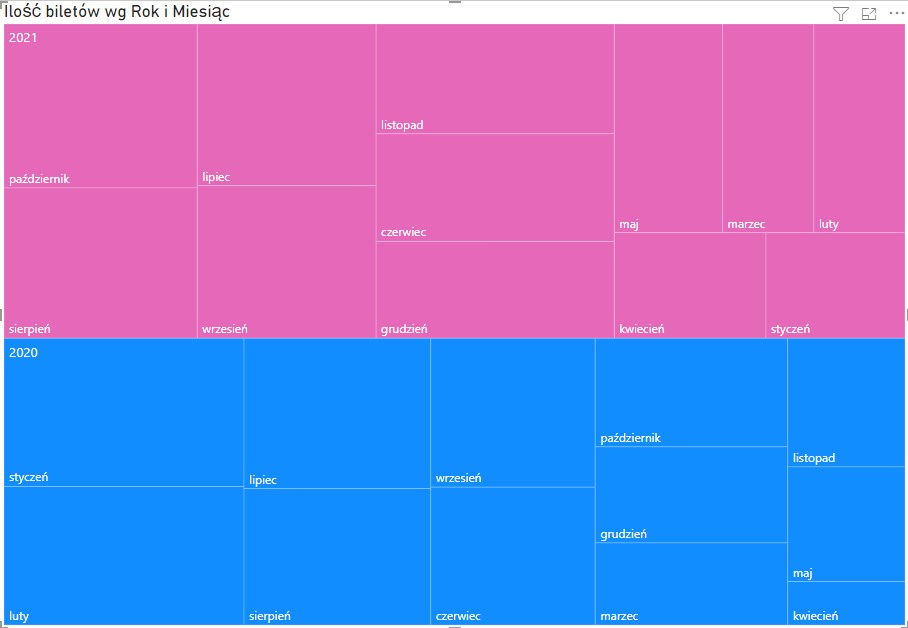 Ilość biletów wg Rok i Miesiąc
2021
październik
lipiec
listopad
czerwiec
maj
marzec
luty
sierpień
wrzesień
grudzień
kwiecień
styczeń
2020
styczeń
lipiec
wrzesień
październik
listopad
grudzień
maj
luty
sierpień
czerwiec
marzec
kwiecień